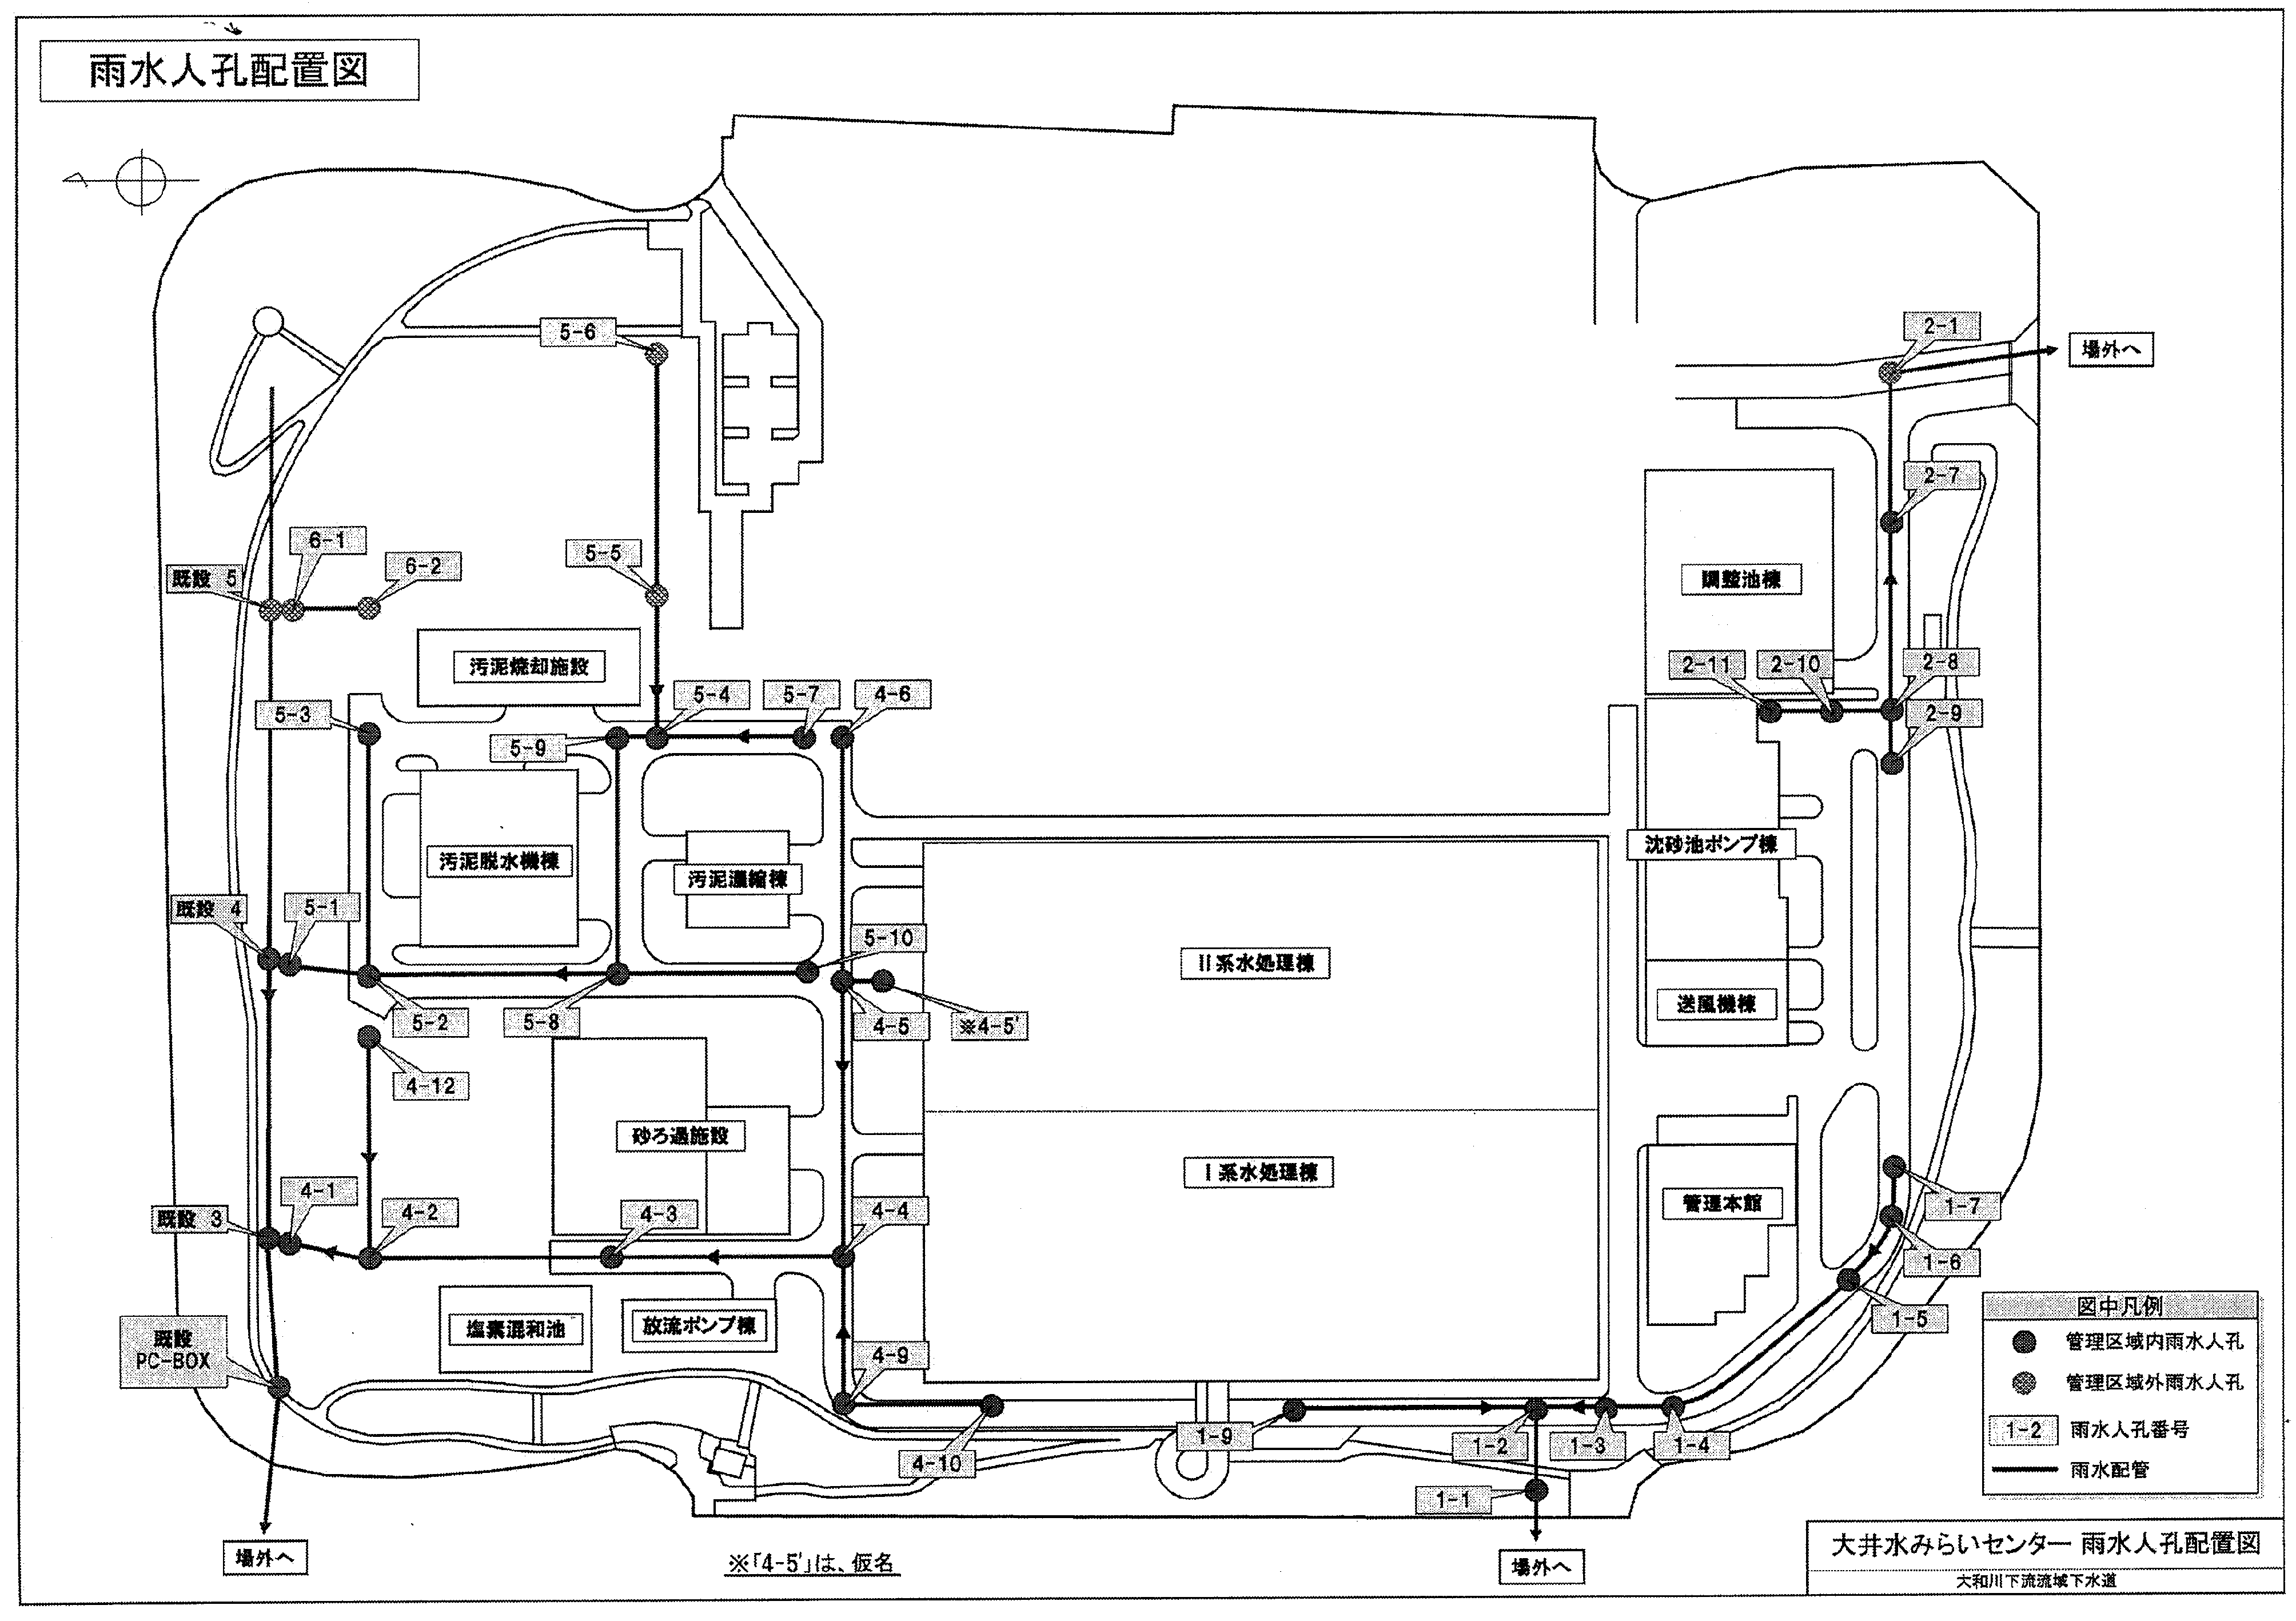 雨水人孔配置図
2-1
場外へ
5-6
2-7
6-1
5-5
6-2
既設 5
調整池棟
汚泥焼却施設
2-11
2-10
2-8
5-4
5-7
4-6
5-3
2-9
5-9
沈砂池ポンプ棟
汚泥脱水機棟
汚泥濃縮棟
既設 4
5-1
5-10
Ⅱ系水処理棟
送風機棟
5-2
5-8
4-5
※4-5'
4-12
砂ろ過施設
Ⅰ系水処理棟
4-1
管理本館
1-7
既設 3
4-2
4-3
4-4
1-6
図中凡例
1-5
塩素混和池
放流ポンプ棟
管理区域内雨水人孔
既設
PC-BOX
4-9
管理区域外雨水人孔
1-9
1-2
1-3
1-4
1-2 雨水人孔番号
4-10
雨水配管
1-1
場外へ
※「4-5'」は、仮名
場外へ
大井水みらいセンター 雨水人孔配置図
大和川下流流域下水道